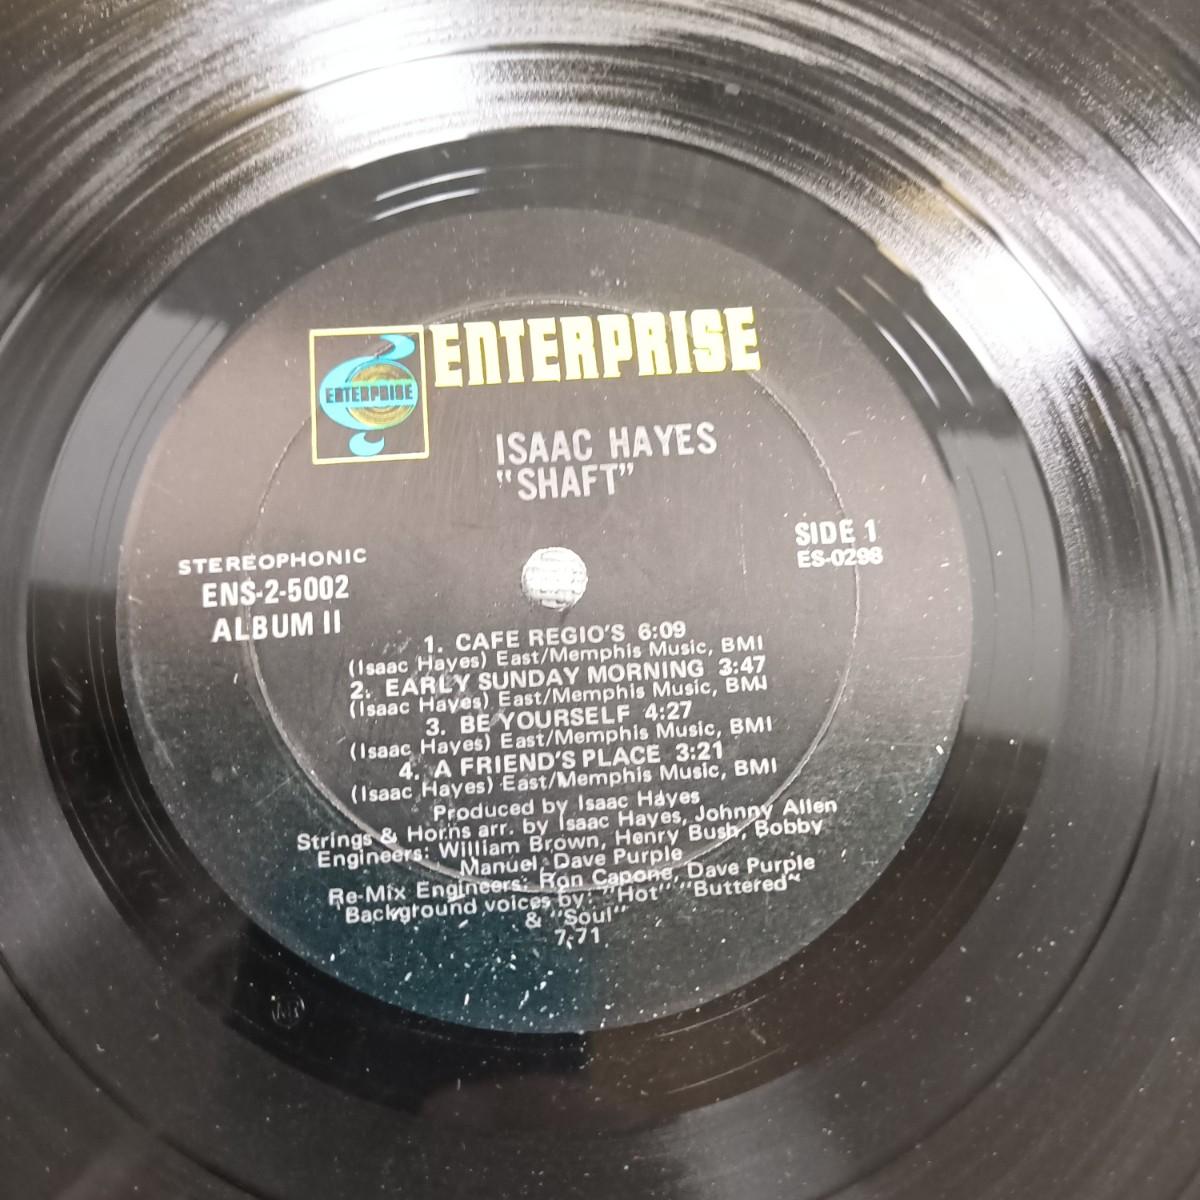 ENTERPRISE
ENTERPRISE
ISAAC HAYES
"SHAFT"
STEREOPHONIC
ENS-2-5002
ALBUM II
SIDE 1
ES-0298
1. CAFE REGIO'S 6:09
(Isaac Hayes) East/Memphis Music, BMI
2. EARLY SUNDAY MORNING 3:47
(Isaac Hayes) East/Memphis Music, BMI
3. BE YOURSELF 4:27
(Isaac Hayes) East/Memphis Music, BMI
4. A FRIEND'S PLACE 3:21
(Isaac Hayes) East/Memphis Music, BMI
Produced by Isaac Hayes
Strings & Horns arr. by Isaac Hayes, Johnny Allen
Engineers: William Brown, Henry Bush, Bobby
Manuel Dave Purple
Re-Mix Engineers: Ron Capone, Dave Purple
Background voices by: "Hot" "Buttered"
& "Soul"
7-71